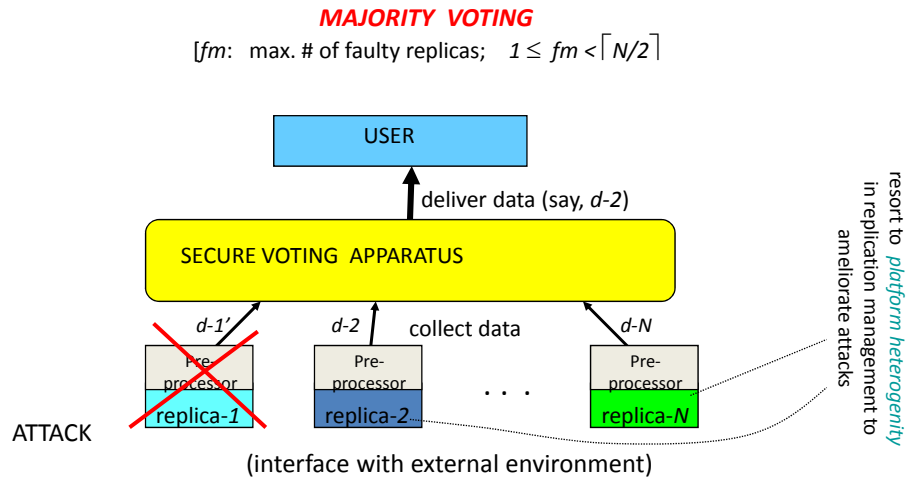 MAJORITY VOTING
[fm: max. # of faulty replicas; 1 ≤ fm <⌈N/2⌉
USER
deliver data (say, d-2)
SECURE VOTING APPARATUS
d-1’
d-2
collect data
d-N
Pre-
processor
replica-1
Pre-
processor
replica-2
. . .
Pre-
processor
replica-N
ATTACK
(interface with external environment)
resort to platform heterogenity
in replication management to
ameliorate attacks